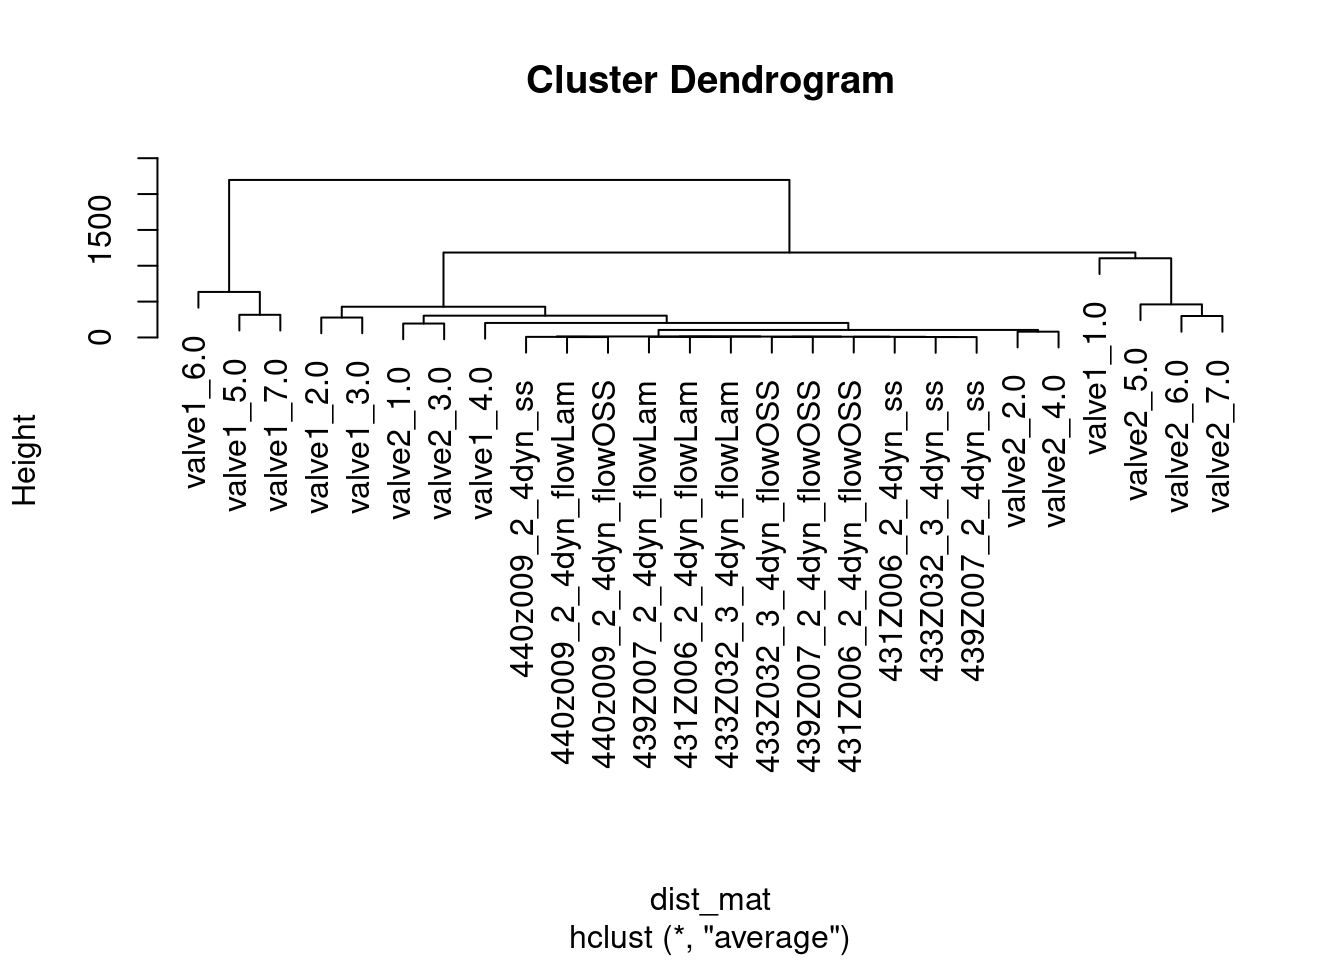 Cluster Dendrogram
Height
0
1500
valve1_6.0
valve1_5.0
valve1_7.0
valve1_2.0
valve1_3.0
valve2_1.0
valve2_3.0
valve1_4.0
440z009_2_4dyn_ss
440z009_2_4dyn_flowLam
440z009_2_4dyn_flowOSS
439Z007_2_4dyn_flowLam
431Z006_2_4dyn_flowLam
433Z032_3_4dyn_flowLam
433Z032_3_4dyn_flowOSS
439Z007_2_4dyn_flowOSS
431Z006_2_4dyn_flowOSS
431Z006_2_4dyn_ss
433Z032_3_4dyn_ss
439Z007_2_4dyn_ss
valve2_2.0
valve2_4.0
valve1_1.0
valve2_5.0
valve2_6.0
valve2_7.0
dist_mat
hclust (*, "average")